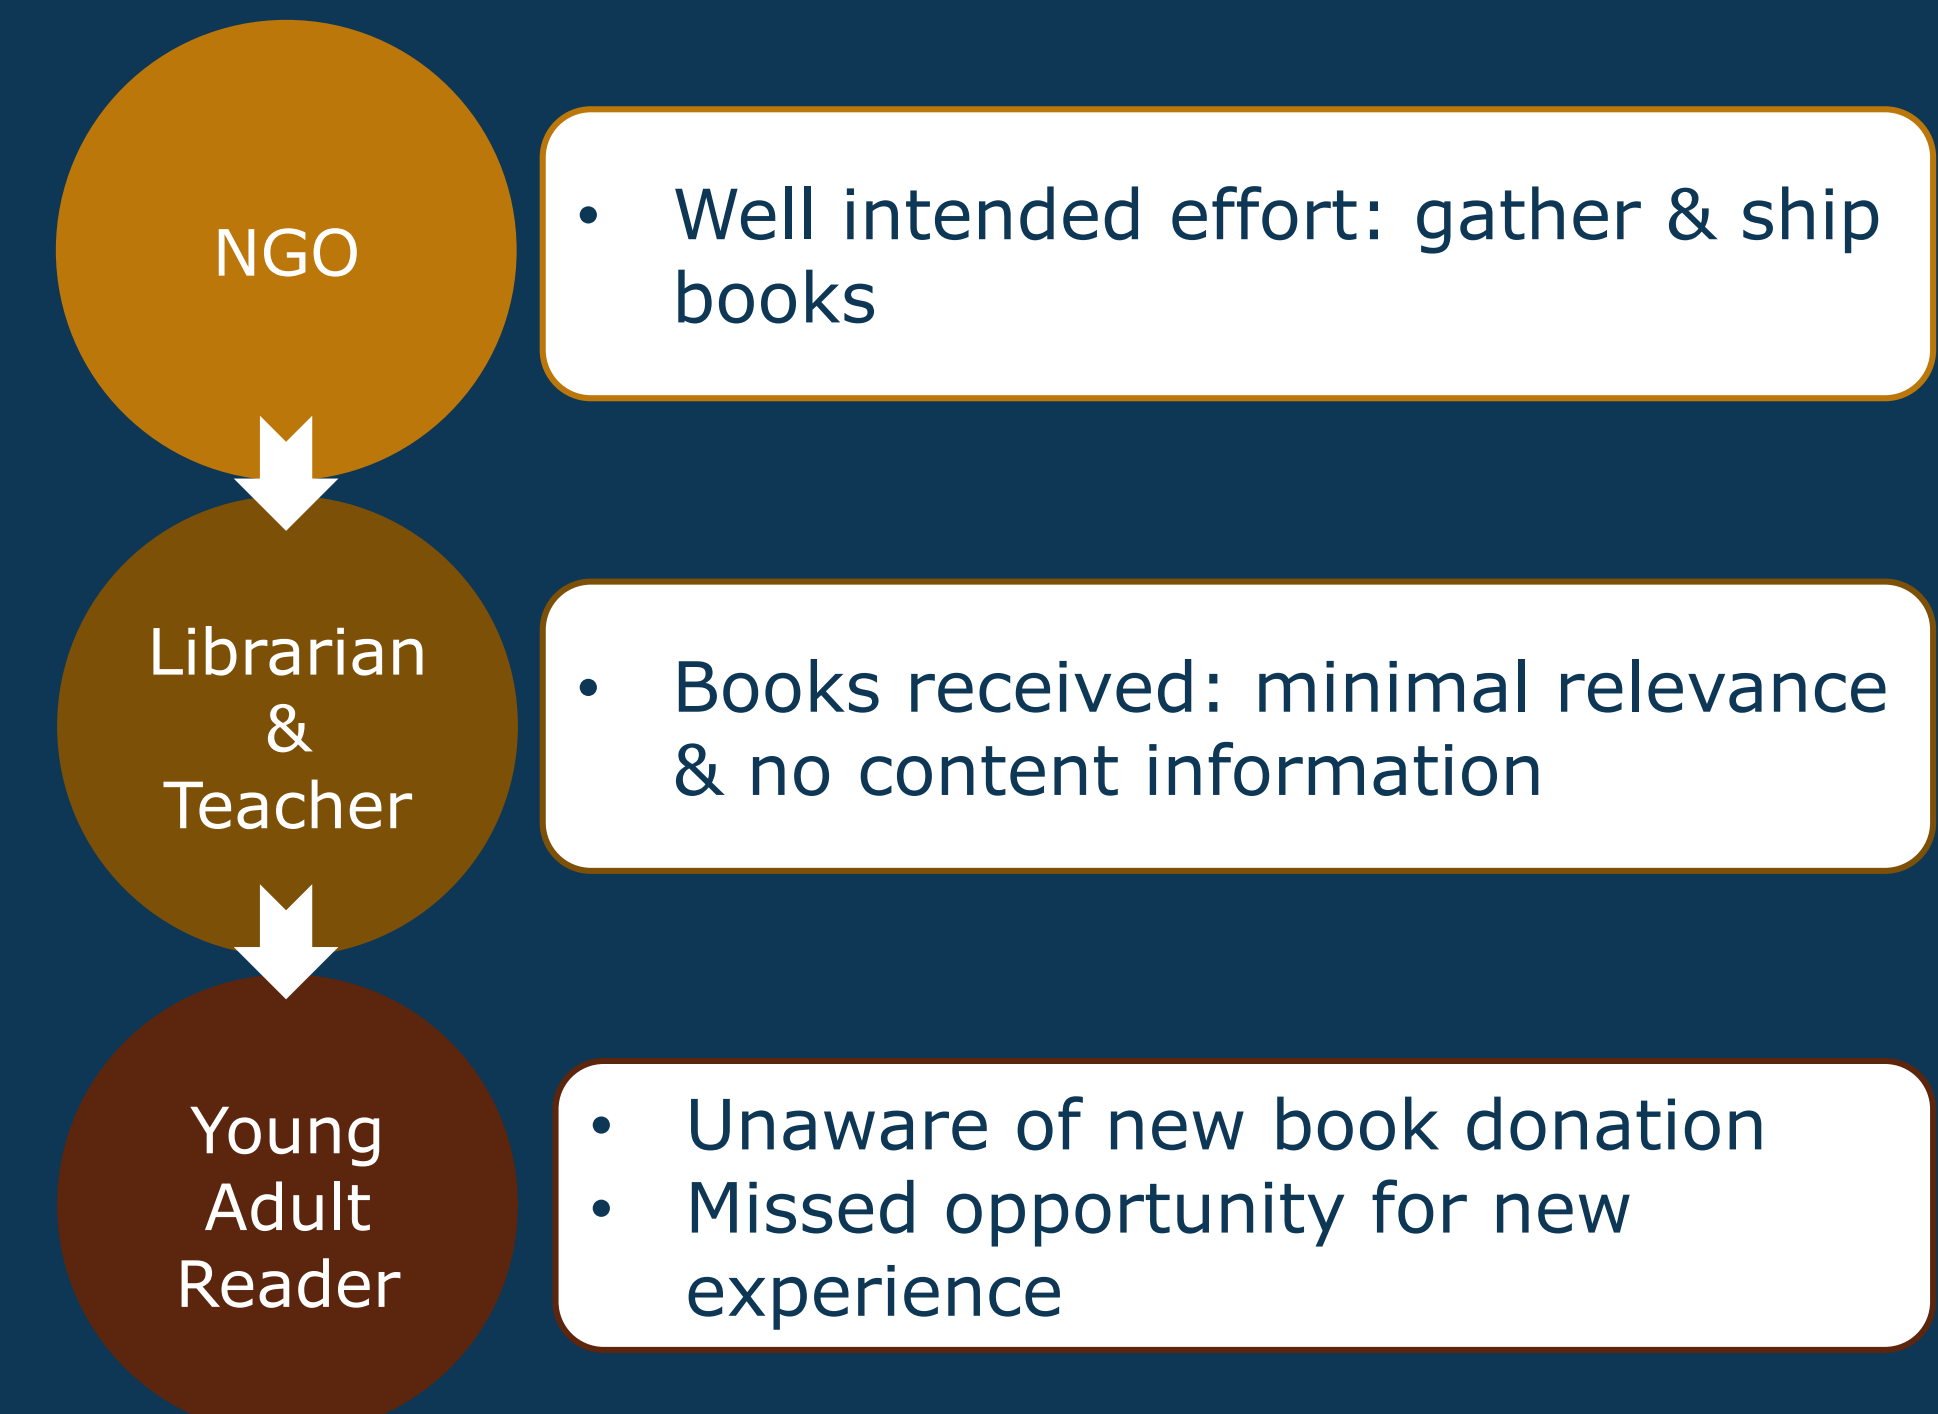 NGO
• Well intended effort: gather & ship
books
Librarian
&
Teacher
• Books received: minimal relevance
& no content information
Young
Adult
Reader
• Unaware of new book donation
• Missed opportunity for new
experience